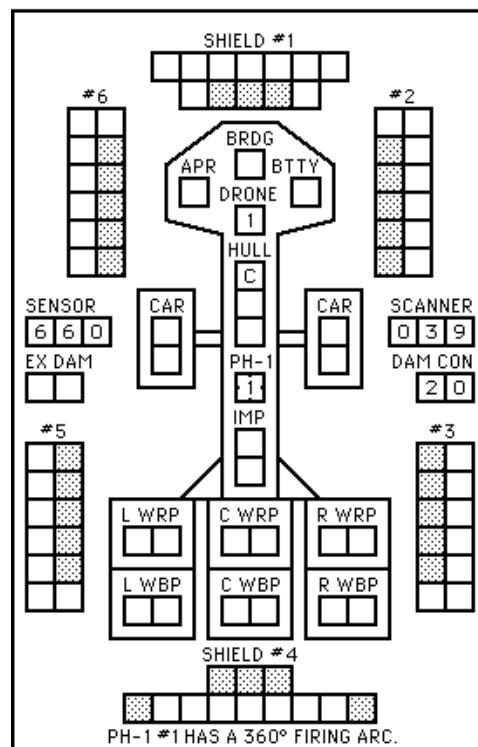 SHIELD #1
#6
#2
BRDG
APR
BTTY
DRONE
1
HULL
C
SENSOR
6 6 0
CAR
CAR
SCANNER
0 3 9
EX DAM
PH-1
1
DAM CON
2 0
#5
IMP
#3
L WRP
C WRP
R WRP
L WBP
C WBP
R WBP
SHIELD #4
PH-1 #1 HAS A 360° FIRING ARC.